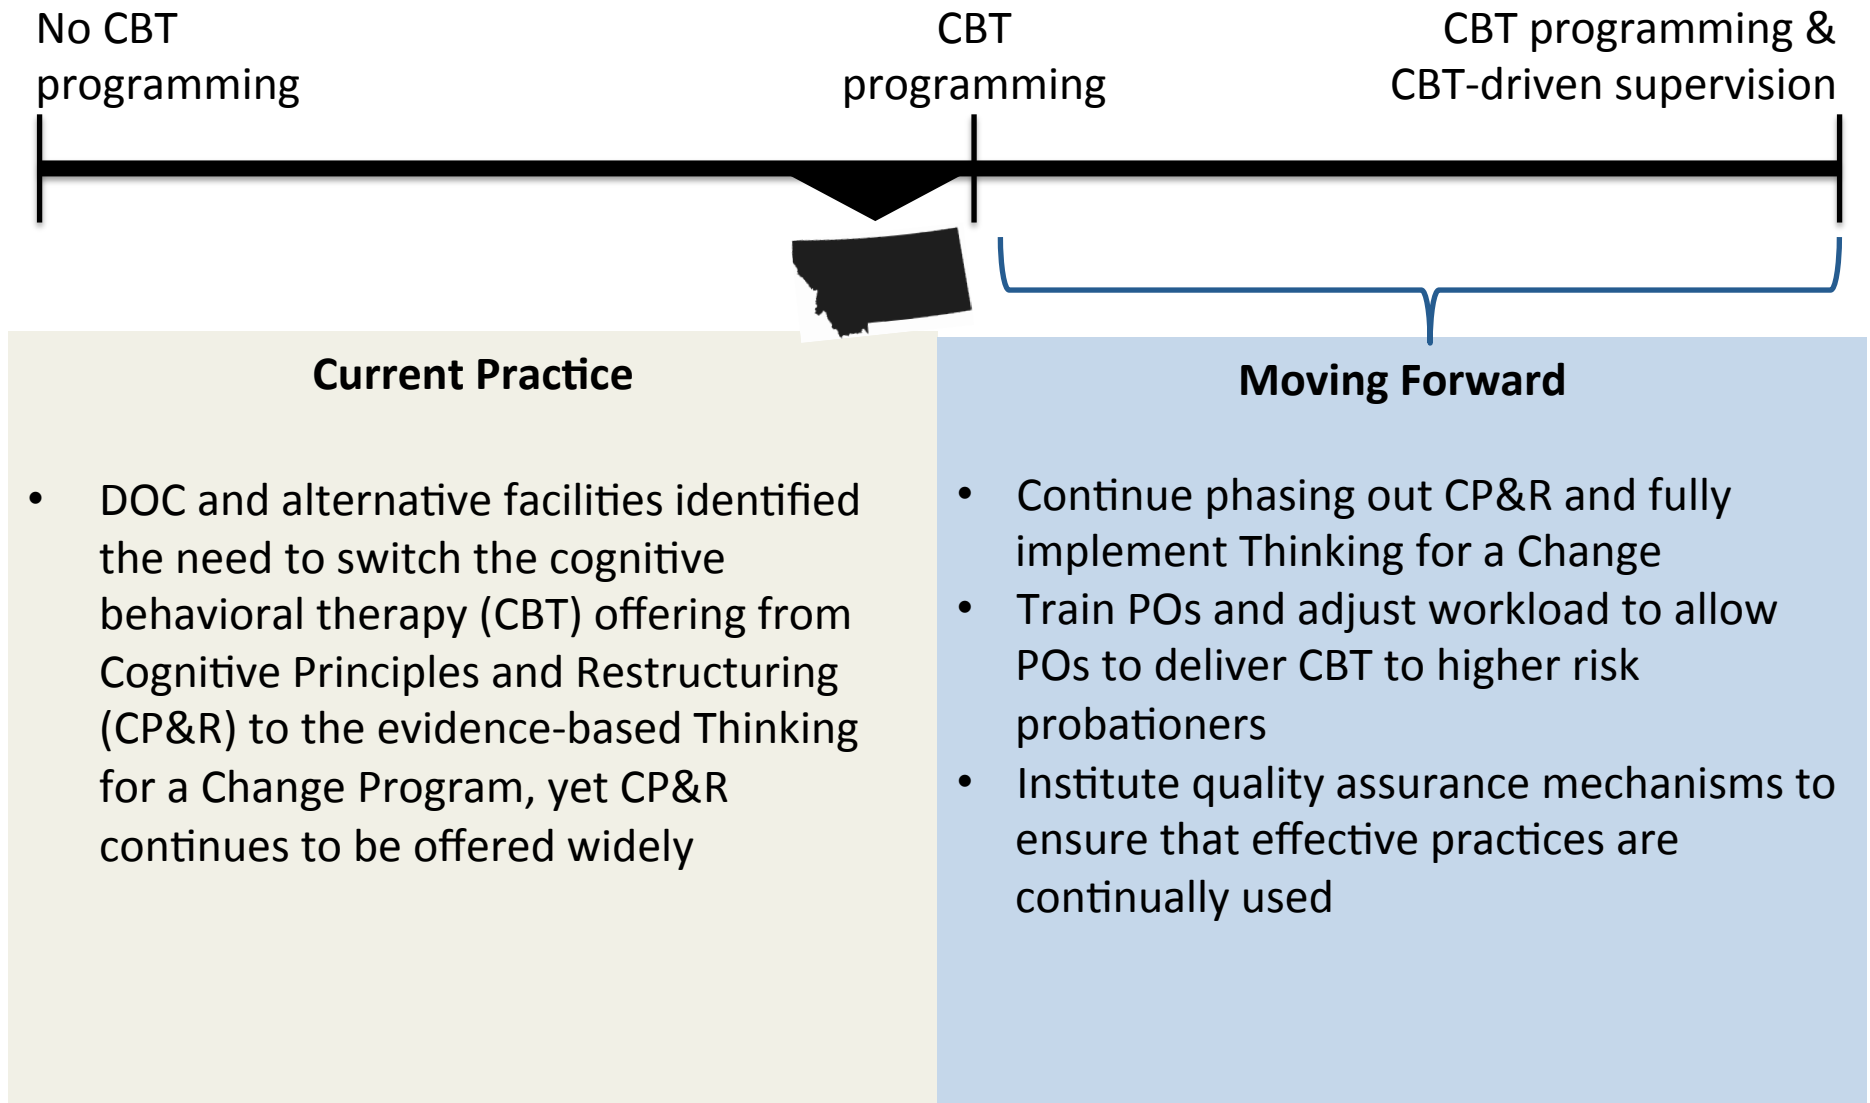 No CBT
programming
CBT
programming
CBT programming &
CBT-driven supervision
Current Practice
• DOC and alternative facilities identified
the need to switch the cognitive
behavioral therapy (CBT) offering from
Cognitive Principles and Restructuring
(CP&R) to the evidence-based Thinking
for a Change Program, yet CP&R
continues to be offered widely
Moving Forward
• Continue phasing out CP&R and fully
implement Thinking for a Change
• Train POs and adjust workload to allow
POs to deliver CBT to higher risk
probationers
• Institute quality assurance mechanisms to
ensure that effective practices are
continually used